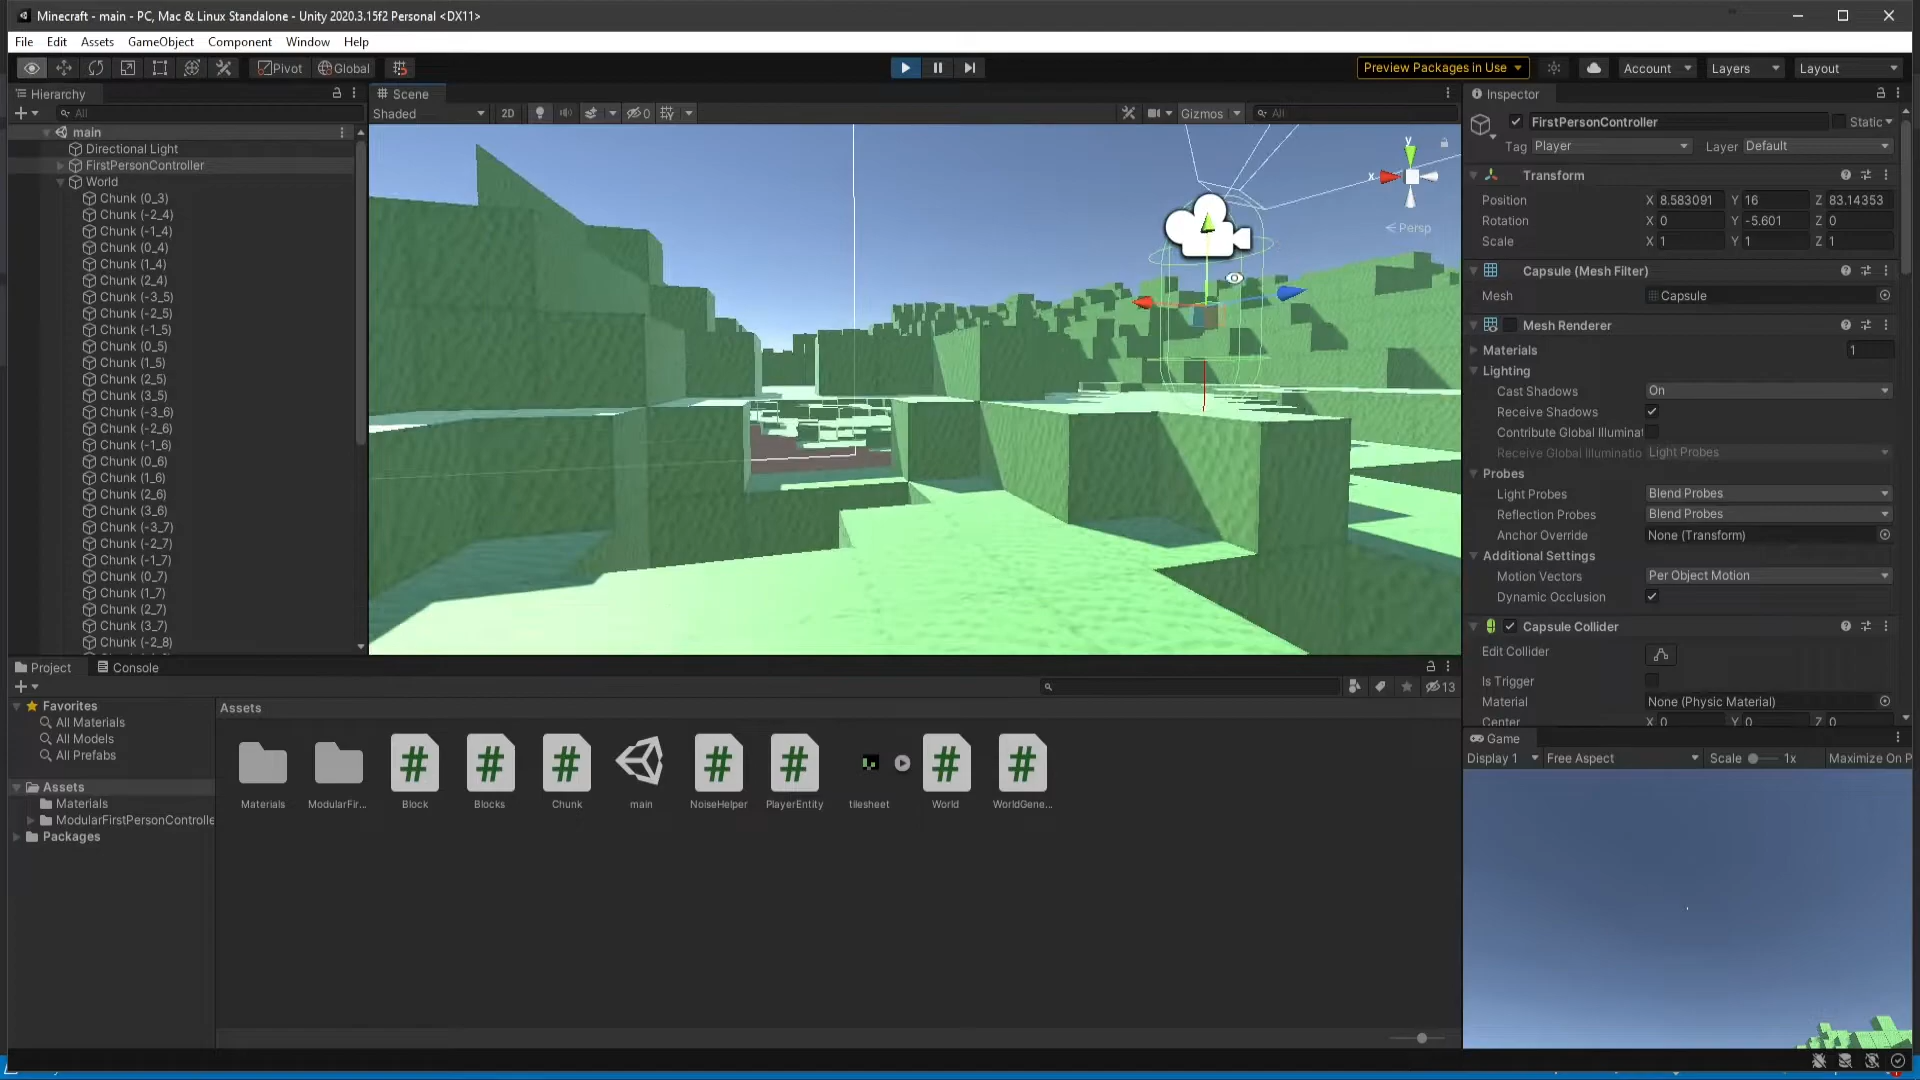 Minecraft - main - PC, Mac & Linux Standalone - Unity 2020.3.15f2 Personal <DX11>
File Edit Assets GameObject Component Window Help
Pivot Global Preview Packages in Use Account Layers Layout
Hierarchy
All
main
Directional Light
FirstPersonController
World
Chunk (0_3)
Chunk (-2_4)
Chunk (-1_4)
Chunk (0_4)
Chunk (1_4)
Chunk (2_4)
Chunk (-3_5)
Chunk (-2_5)
Chunk (-1_5)
Chunk (0_5)
Chunk (1_5)
Chunk (2_5)
Chunk (3_5)
Chunk (-3_6)
Chunk (-2_6)
Chunk (-1_6)
Chunk (0_6)
Chunk (1_6)
Chunk (2_6)
Chunk (3_6)
Chunk (-3_7)
Chunk (-2_7)
Chunk (-1_7)
Chunk (0_7)
Chunk (1_7)
Chunk (2_7)
Chunk (3_7)
Chunk (-2_8)
Scene
Shaded 2D 0 Gizmos All
y
x
Persp
Inspector
FirstPersonController Static
Tag Player Layer Default
Transform
Position X 8.583091 Y 16 Z 83.14353
Rotation X 0 Y -5.601 Z 0
Scale X 1 Y 1 Z 1
Capsule (Mesh Filter)
Mesh Capsule
Mesh Renderer
Materials 1
Lighting
Cast Shadows On
Receive Shadows
Contribute Global Illuminat
Receive Global Illuminatio Light Probes
Probes
Light Probes Blend Probes
Reflection Probes Blend Probes
Anchor Override None (Transform)
Additional Settings
Motion Vectors Per Object Motion
Dynamic Occlusion
Capsule Collider
Edit Collider
Is Trigger
Material None (Physic Material)
Center X 0 Y 0 Z 0
Project Console
13
Favorites
All Materials
All Models
All Prefabs
Assets
Materials
ModularFirstPersonControlle
Packages
Assets
Materials ModularFir... Block Blocks Chunk main NoiseHelper PlayerEntity tilesheet World WorldGene...
Game
Display 1 Free Aspect Scale 1x Maximize On P